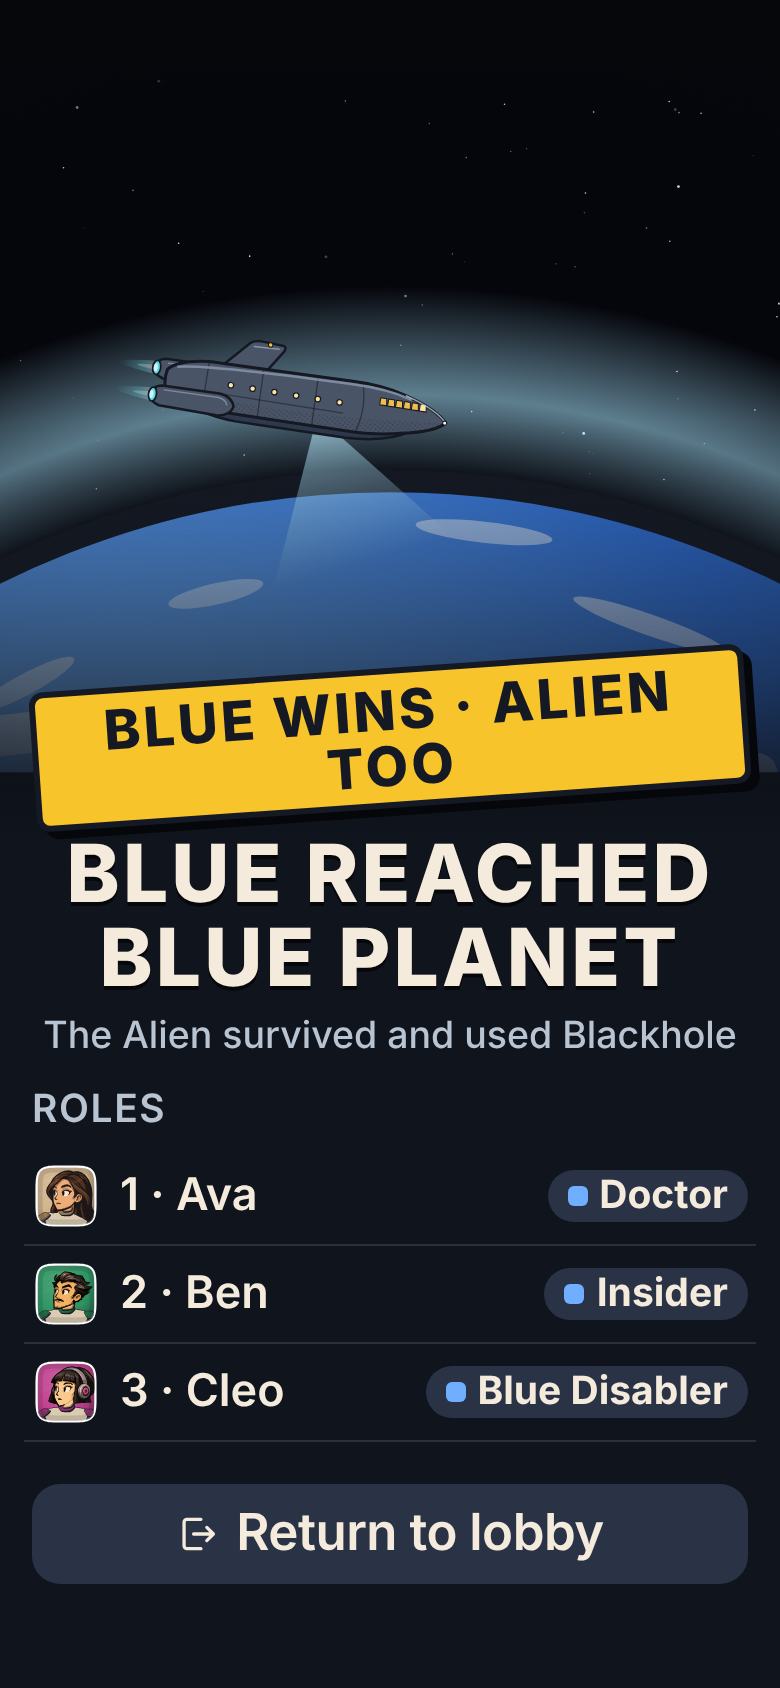 BLUE WINS · ALIEN
TOO
BLUE REACHED
BLUE PLANET
The Alien survived and used Blackhole
ROLES
1 · Ava
Doctor
2 · Ben
Insider
3 · Cleo
Blue Disabler
Return to lobby